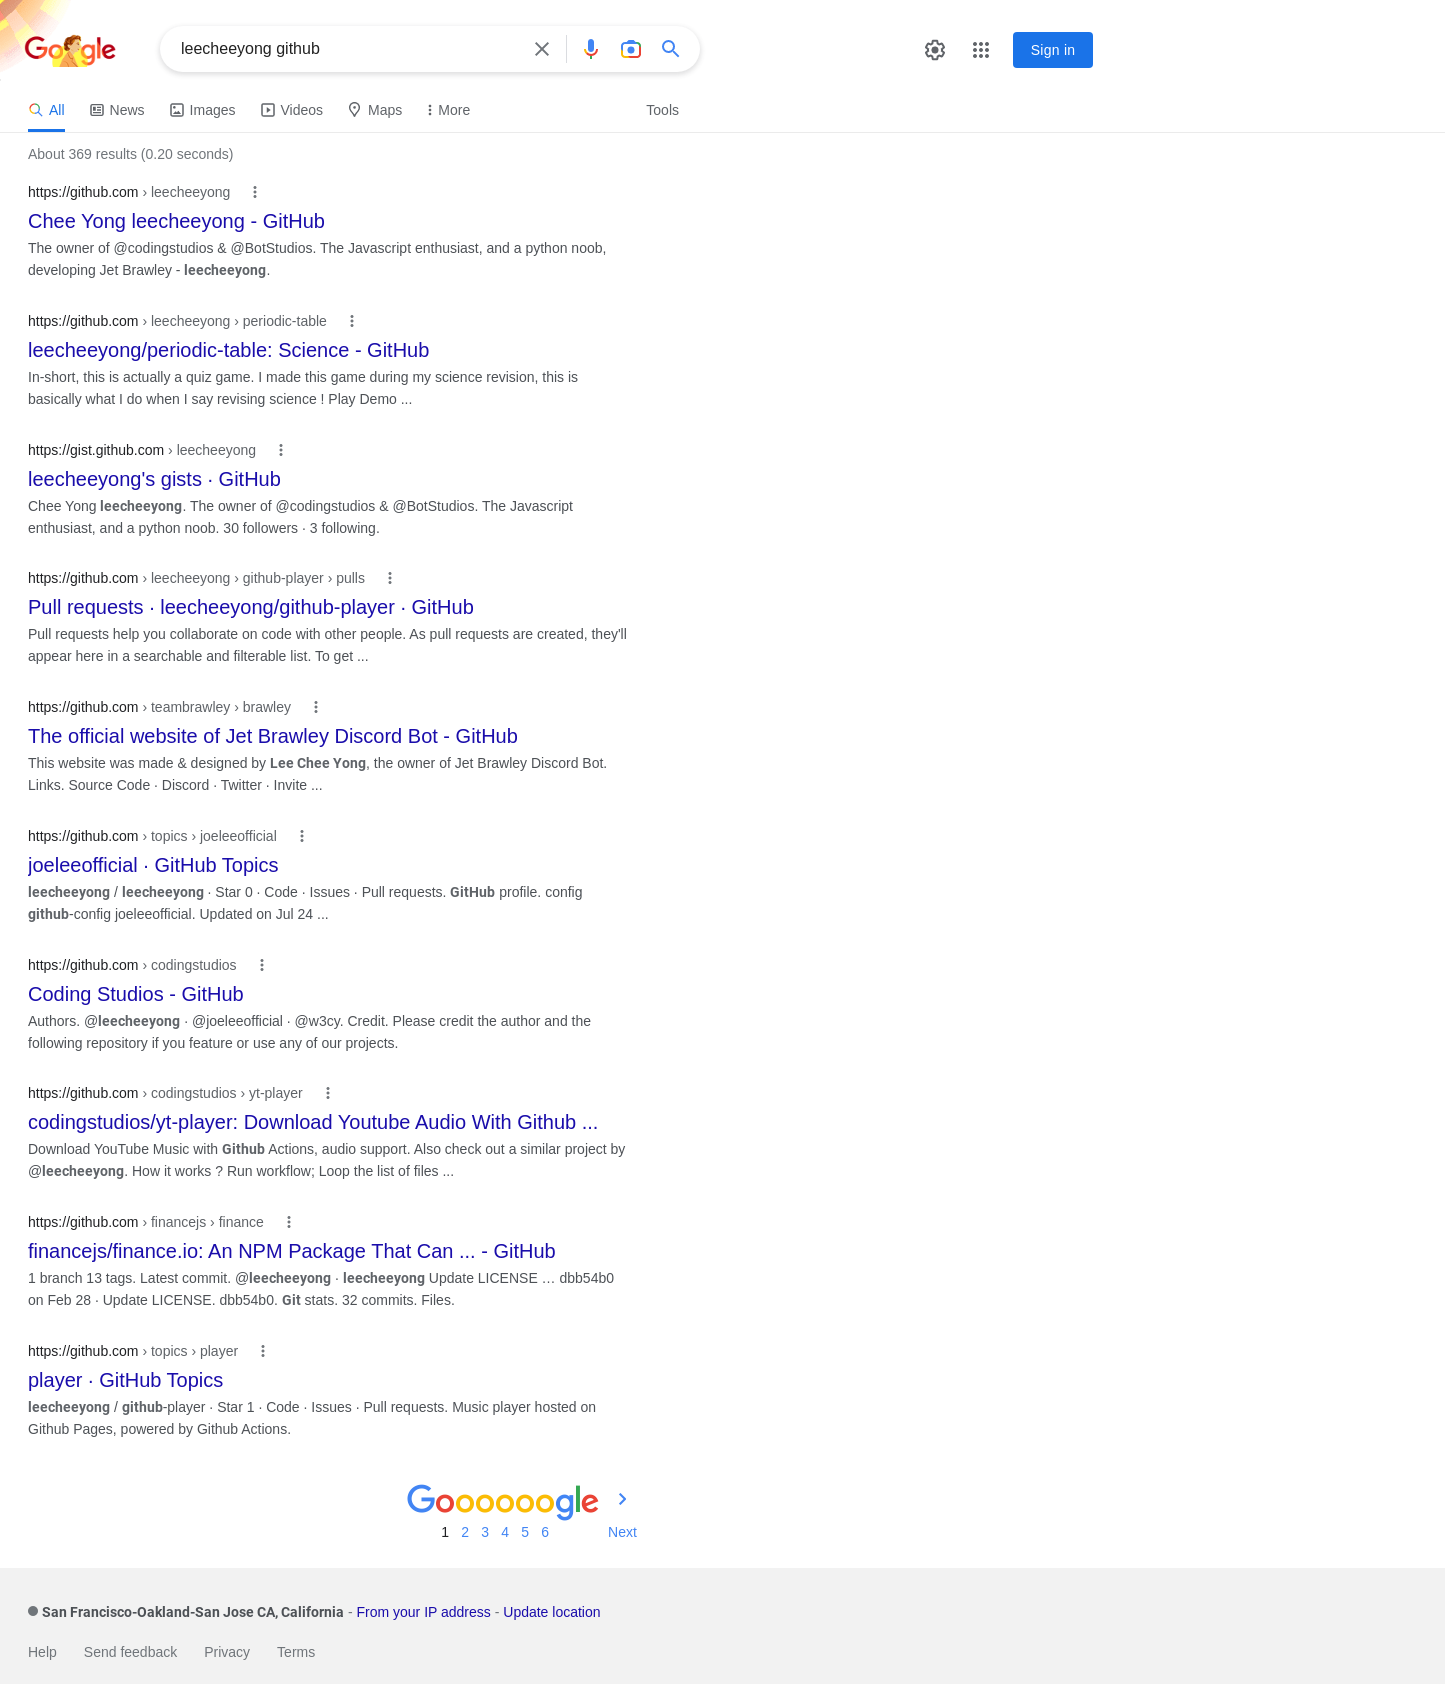 Google
leecheeyong github
Sign in
All News Images Videos Maps More Tools
About 369 results (0.20 seconds)
https://github.com › leecheeyong
Chee Yong leecheeyong - GitHub
The owner of @codingstudios & @BotStudios. The Javascript enthusiast, and a python noob,
developing Jet Brawley - leecheeyong.
https://github.com › leecheeyong › periodic-table
leecheeyong/periodic-table: Science - GitHub
In-short, this is actually a quiz game. I made this game during my science revision, this is
basically what I do when I say revising science ! Play Demo ...
https://gist.github.com › leecheeyong
leecheeyong's gists · GitHub
Chee Yong leecheeyong. The owner of @codingstudios & @BotStudios. The Javascript
enthusiast, and a python noob. 30 followers · 3 following.
https://github.com › leecheeyong › github-player › pulls
Pull requests · leecheeyong/github-player · GitHub
Pull requests help you collaborate on code with other people. As pull requests are created, they'll
appear here in a searchable and filterable list. To get ...
https://github.com › teambrawley › brawley
The official website of Jet Brawley Discord Bot - GitHub
This website was made & designed by Lee Chee Yong, the owner of Jet Brawley Discord Bot.
Links. Source Code · Discord · Twitter · Invite ...
https://github.com › topics › joeleeofficial
joeleeofficial · GitHub Topics
leecheeyong / leecheeyong · Star 0 · Code · Issues · Pull requests. GitHub profile. config
github-config joeleeofficial. Updated on Jul 24 ...
https://github.com › codingstudios
Coding Studios - GitHub
Authors. @leecheeyong · @joeleeofficial · @w3cy. Credit. Please credit the author and the
following repository if you feature or use any of our projects.
https://github.com › codingstudios › yt-player
codingstudios/yt-player: Download Youtube Audio With Github ...
Download YouTube Music with Github Actions, audio support. Also check out a similar project by
@leecheeyong. How it works ? Run workflow; Loop the list of files ...
https://github.com › financejs › finance
financejs/finance.io: An NPM Package That Can ... - GitHub
1 branch 13 tags. Latest commit. @leecheeyong · leecheeyong Update LICENSE … dbb54b0
on Feb 28 · Update LICENSE. dbb54b0. Git stats. 32 commits. Files.
https://github.com › topics › player
player · GitHub Topics
leecheeyong / github-player · Star 1 · Code · Issues · Pull requests. Music player hosted on
Github Pages, powered by Github Actions.
Goooooogle
1 2 3 4 5 6 Next
San Francisco-Oakland-San Jose CA, California - From your IP address - Update location
Help Send feedback Privacy Terms